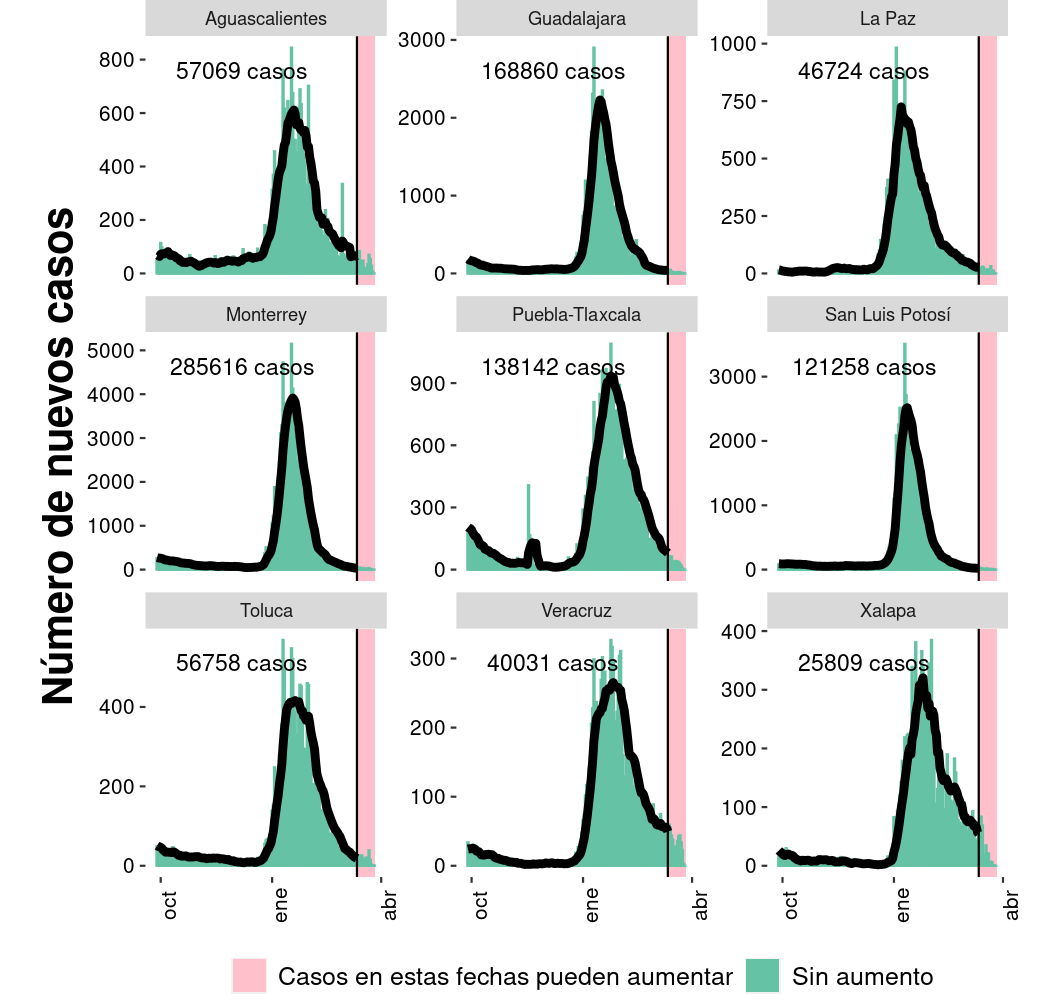 Número de nuevos casos
Aguascalientes
800
600
400
200
0
57069 casos
Guadalajara
3000
2000
1000
0
168860 casos
La Paz
1000
750
500
250
0
46724 casos
Monterrey
5000
4000
3000
2000
1000
0
285616 casos
Puebla-Tlaxcala
900
600
300
0
138142 casos
San Luis Potosí
3000
2000
1000
0
121258 casos
Toluca
400
200
0
56758 casos
oct
ene
abr
Veracruz
300
200
100
0
40031 casos
oct
ene
abr
Xalapa
400
300
200
100
0
25809 casos
oct
ene
abr
Casos en estas fechas pueden aumentar
Sin aumento